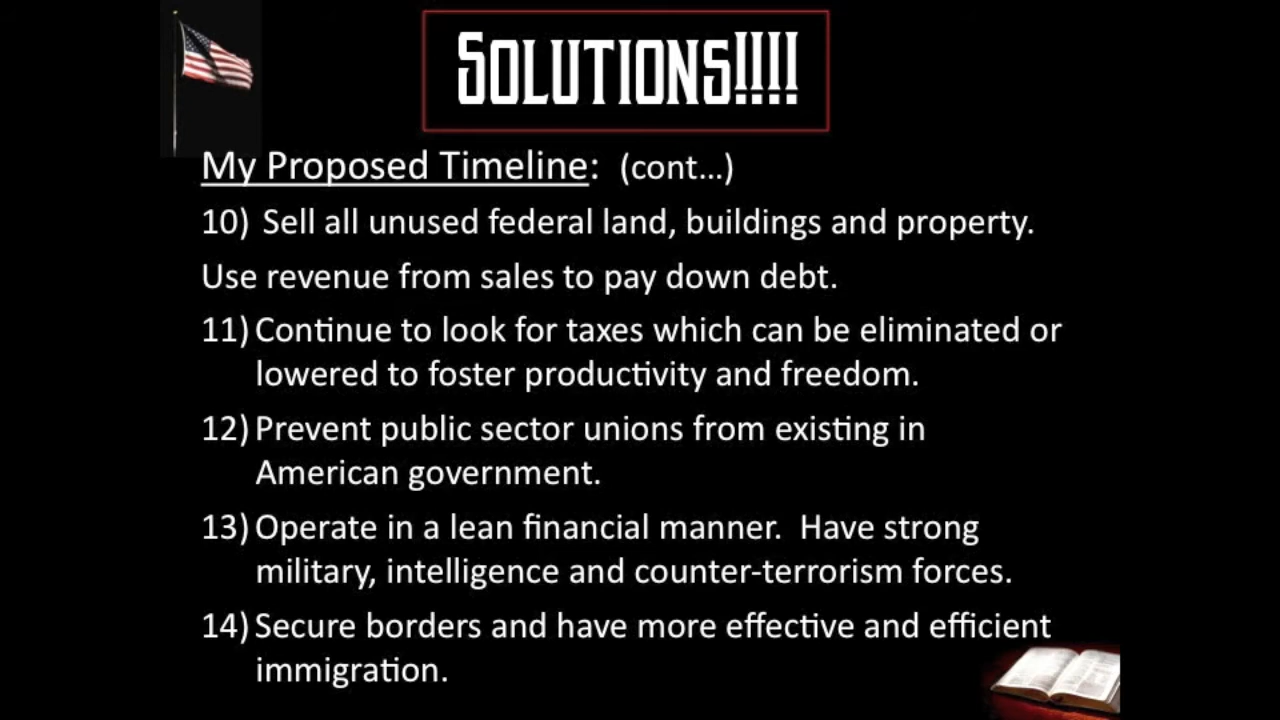 SOLUTIONS!!!!
My Proposed Timeline: (cont...)
10) Sell all unused federal land, buildings and property.
Use revenue from sales to pay down debt.
11) Continue to look for taxes which can be eliminated or
lowered to foster productivity and freedom.
12) Prevent public sector unions from existing in
American government.
13) Operate in a lean financial manner. Have strong
military, intelligence and counter-terrorism forces.
14) Secure borders and have more effective and efficient
immigration.